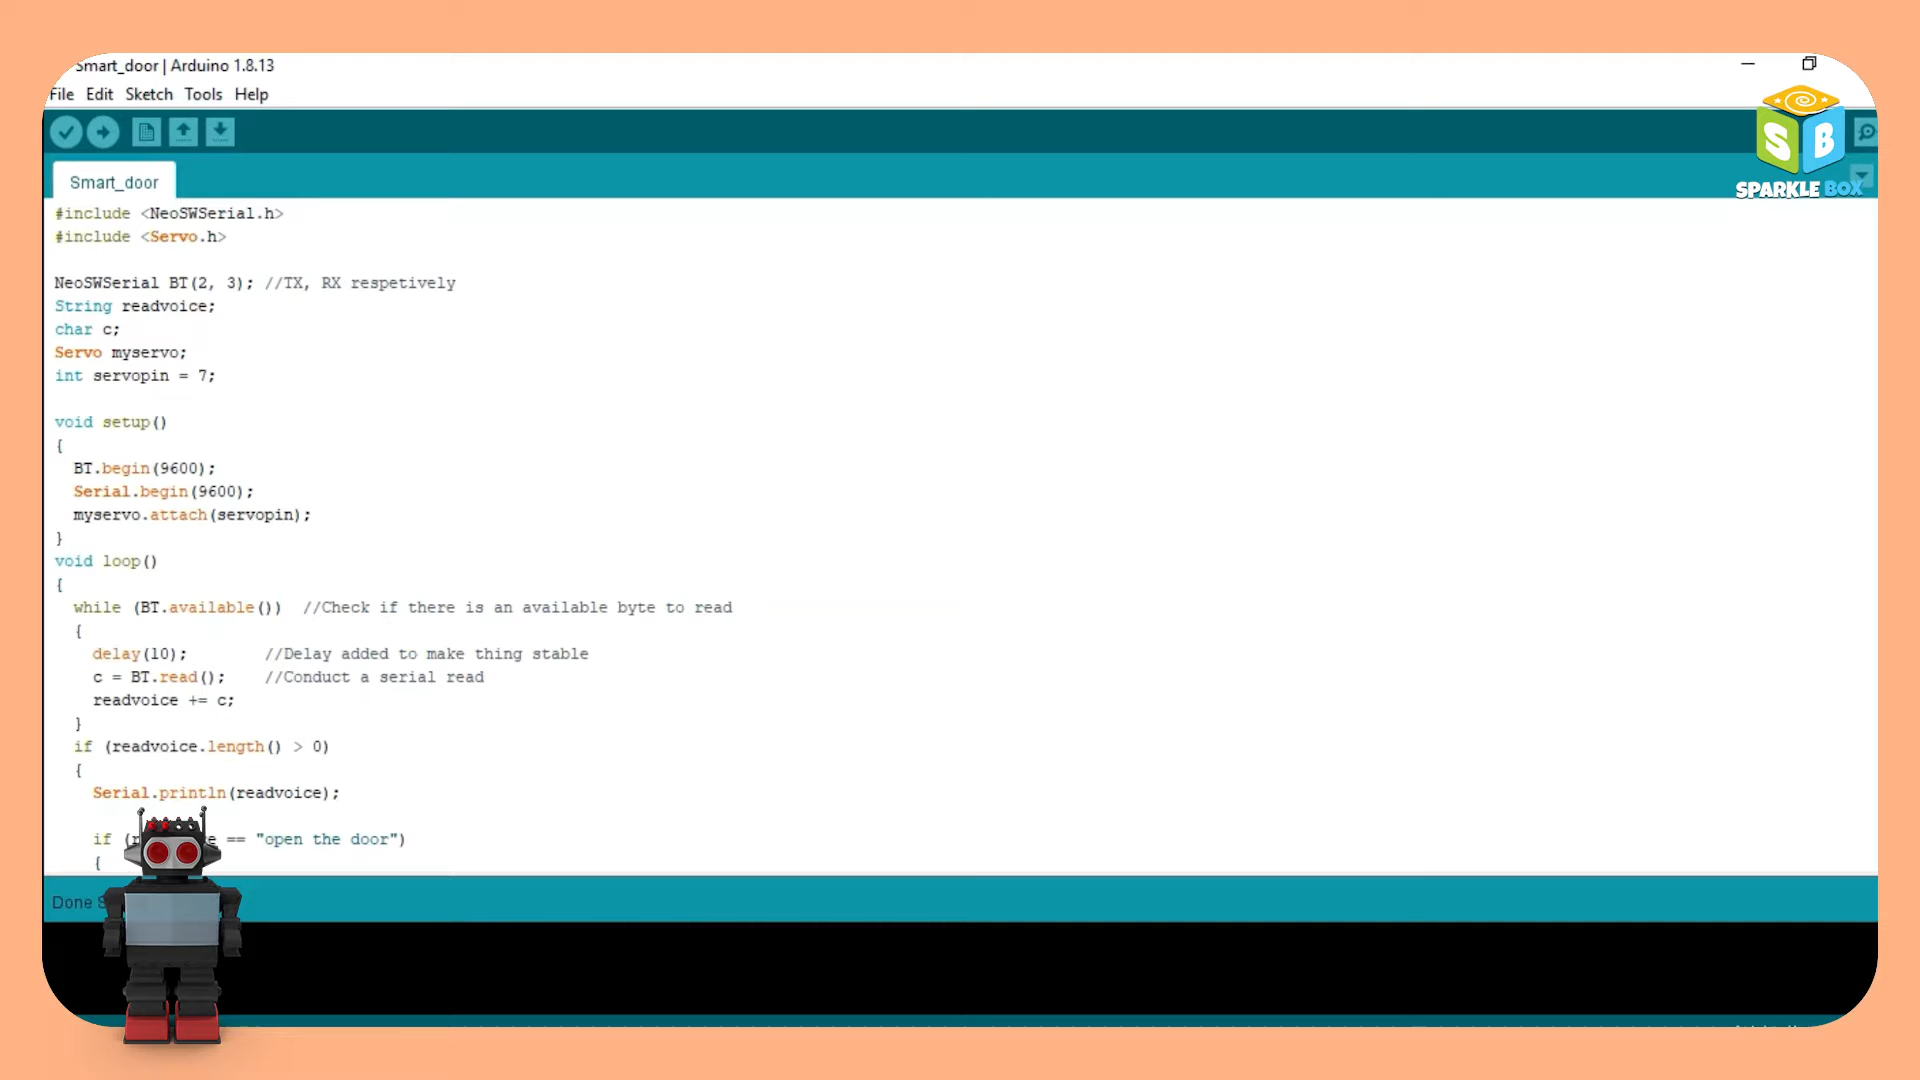 Smart_door | Arduino 1.8.13
File Edit Sketch Tools Help
S B
SPARKLE BOX
Smart_door
#include <NeoSWSerial.h>
#include <Servo.h>
NeoSWSerial BT(2, 3); //TX, RX respetively
String readvoice;
char c;
Servo myservo;
int servopin = 7;
void setup()
{
BT.begin(9600);
Serial.begin(9600);
myservo.attach(servopin);
}
void loop()
{
while (BT.available()) //Check if there is an available byte to read
{
delay(10); //Delay added to make thing stable
c = BT.read(); //Conduct a serial read
readvoice += c;
}
if (readvoice.length() > 0)
{
Serial.println(readvoice);
if ( == "open the door")
{
Done